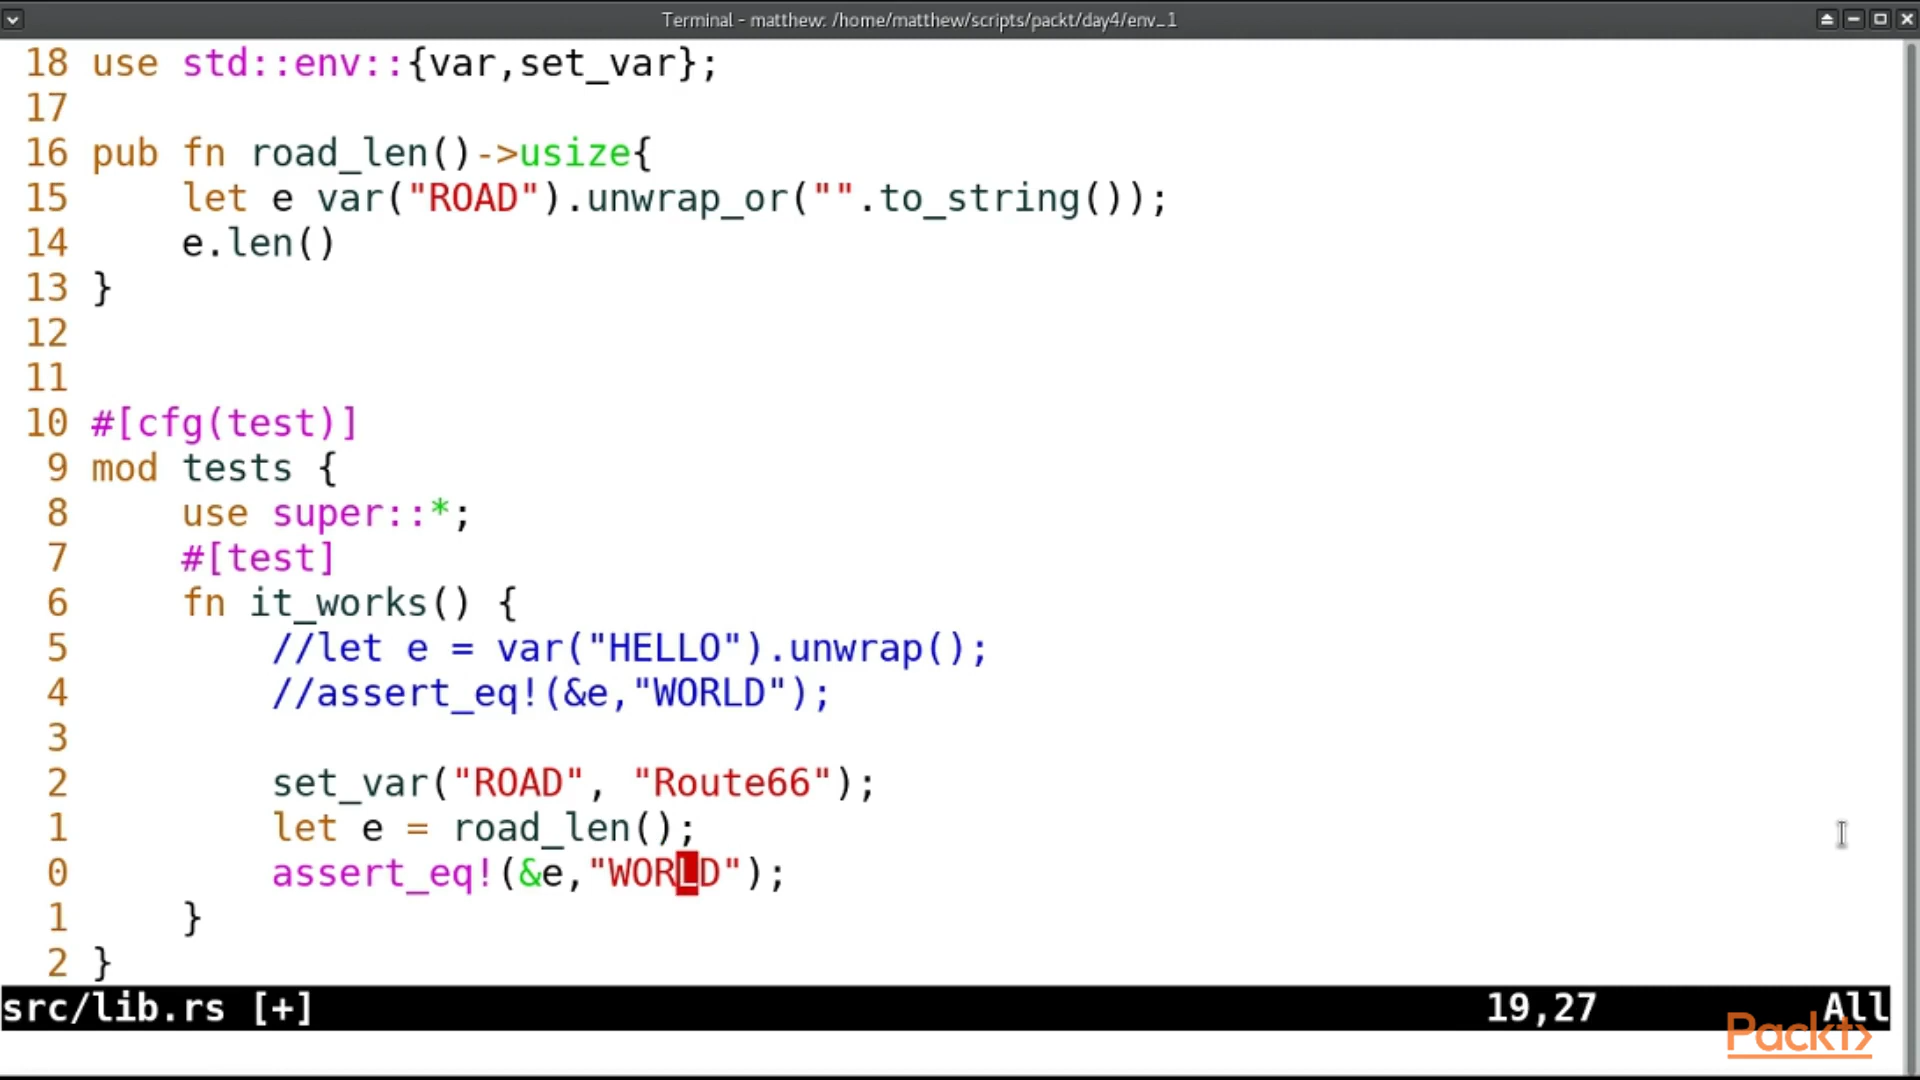 Terminal - matthew: /home/matthew/scripts/packt/day4/env_1
18 use std::env::{var,set_var};
17
16 pub fn road_len()->usize{
15     let e var("ROAD").unwrap_or("".to_string());
14     e.len()
13 }
12
11
10 #[cfg(test)]
9 mod tests {
8     use super::*;
7     #[test]
6     fn it_works() {
5         //let e = var("HELLO").unwrap();
4         //assert_eq!(&e,"WORLD");
3
2         set_var("ROAD", "Route66");
1         let e = road_len();
0         assert_eq!(&e,"WORLD");
1     }
2 }
src/lib.rs [+] 19,27 All
Packt>